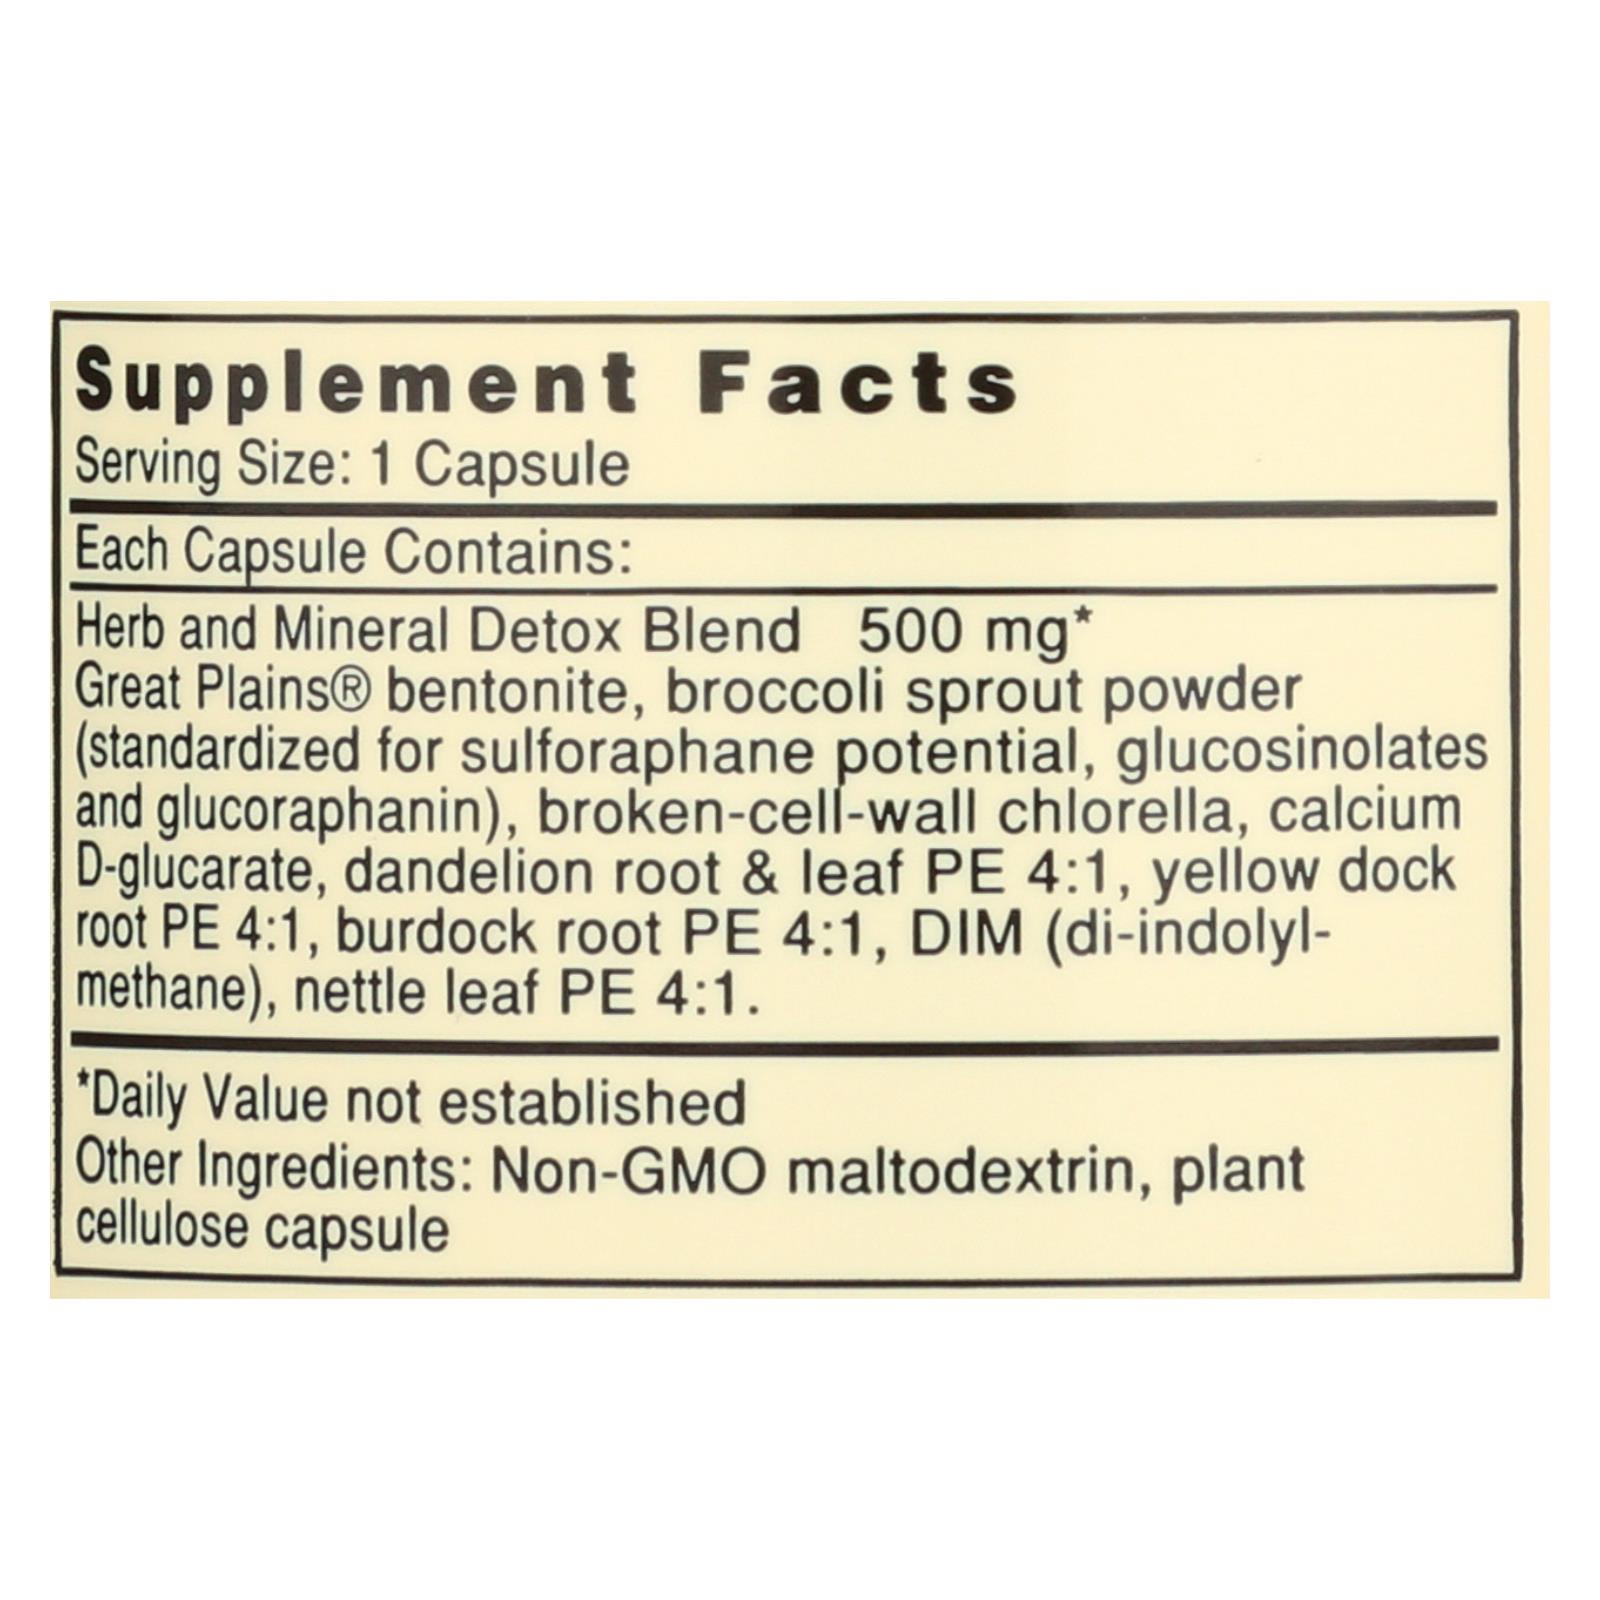 Supplement Facts
Serving Size: 1 Capsule
Each Capsule Contains:
Herb and Mineral Detox Blend 500 mg*
Great Plains® bentonite, broccoli sprout powder
(standardized for sulforaphane potential, glucosinolates
and glucoraphanin), broken-cell-wall chlorella, calcium
D-glucarate, dandelion root & leaf PE 4:1, yellow dock
root PE 4:1, burdock root PE 4:1, DIM (di-indolyl-
methane), nettle leaf PE 4:1.
*Daily Value not established
Other Ingredients: Non-GMO maltodextrin, plant
cellulose capsule